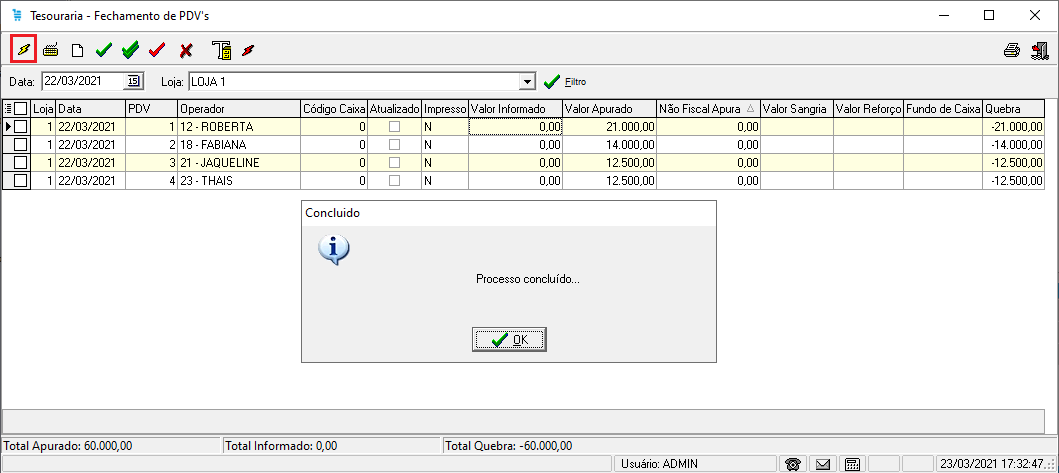 Tesouraria - Fechamento de PDV's
Data: 22/03/2021 15 Loja: LOJA 1 Filtro
Loja Data PDV Operador Código Caixa Atualizado Impresso Valor Informado Valor Apurado Não Fiscal Apura Valor Sangria Valor Reforço Fundo de Caixa Quebra
1 22/03/2021 1 12 - ROBERTA 0 N 0,00 21.000,00 0,00 -21.000,00
1 22/03/2021 2 18 - FABIANA 0 N 0,00 14.000,00 0,00 -14.000,00
1 22/03/2021 3 21 - JAQUELINE 0 N 0,00 12.500,00 0,00 -12.500,00
1 22/03/2021 4 23 - THAIS 0 N 0,00 12.500,00 0,00 -12.500,00
Concluido
Processo concluído...
OK
Total Apurado: 60.000,00 Total Informado: 0,00 Total Quebra: -60.000,00
Usuário: ADMIN 23/03/2021 17:32:47